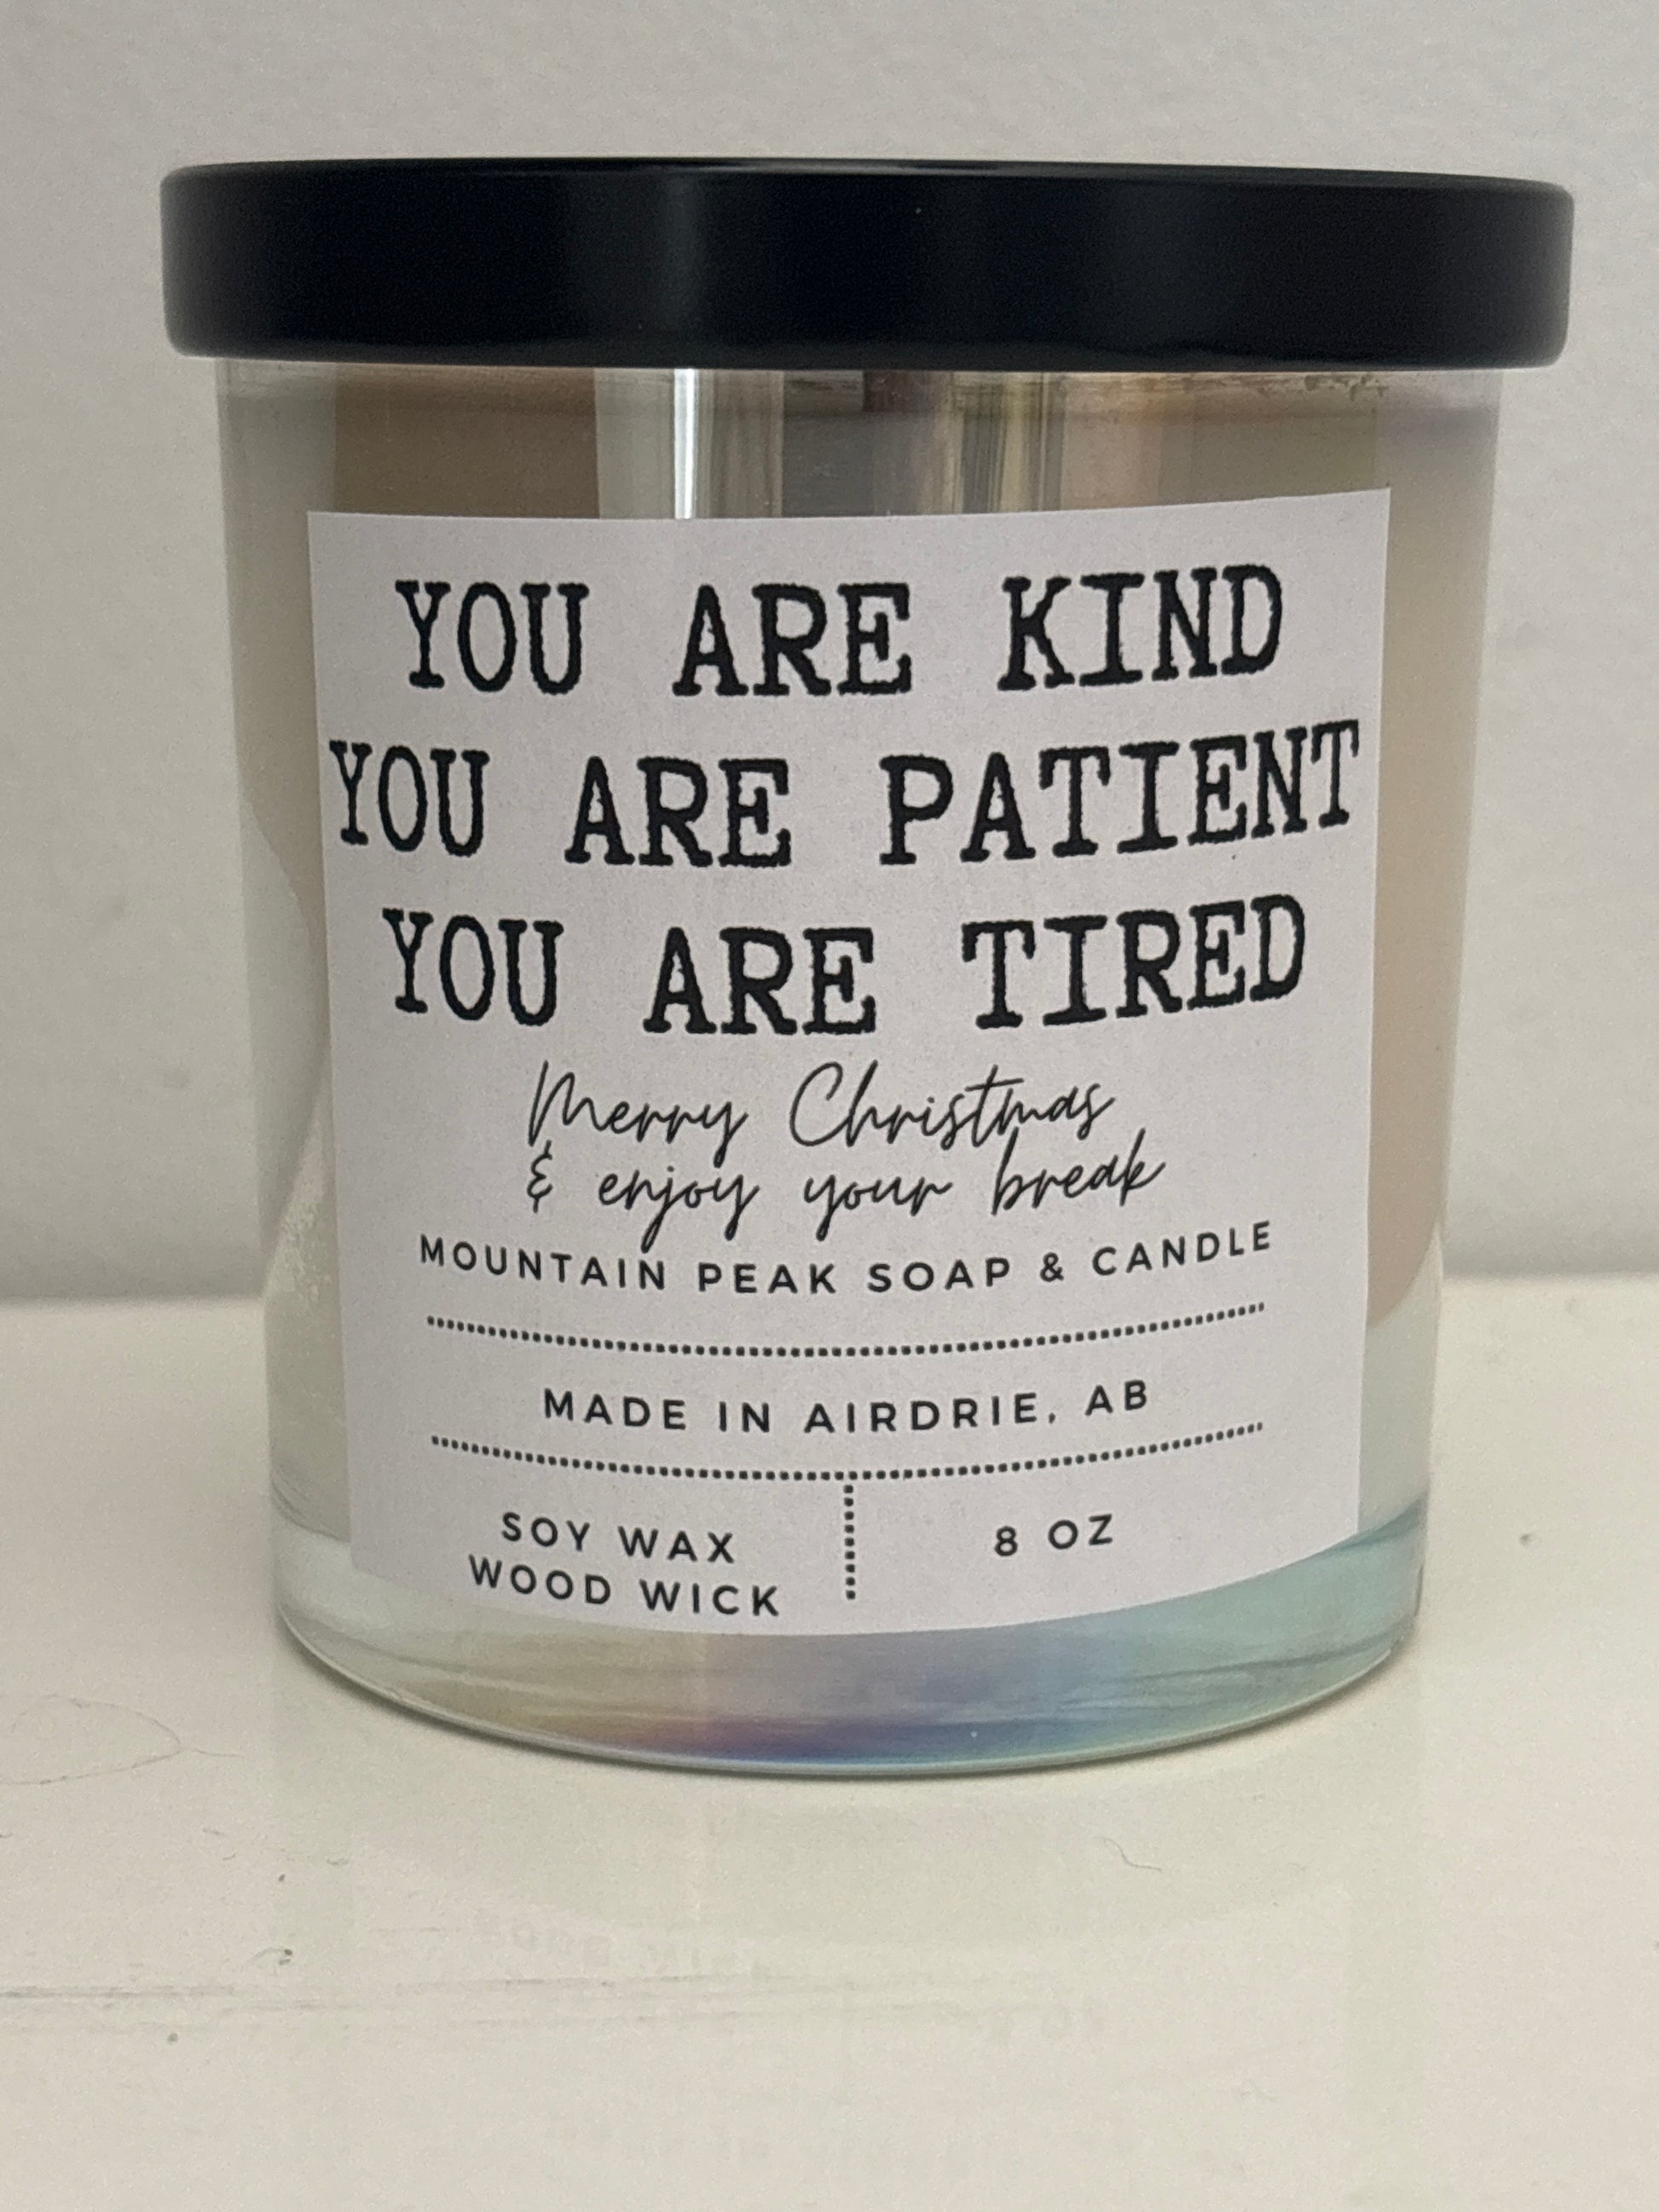 YOU ARE KIND
YOU ARE PATIENT
YOU ARE TIRED
Merry Christmas
& enjoy your break
MOUNTAIN PEAK SOAP & CANDLE
MADE IN AIRDRIE, AB
SOY WAX
WOOD WICK
8 OZ